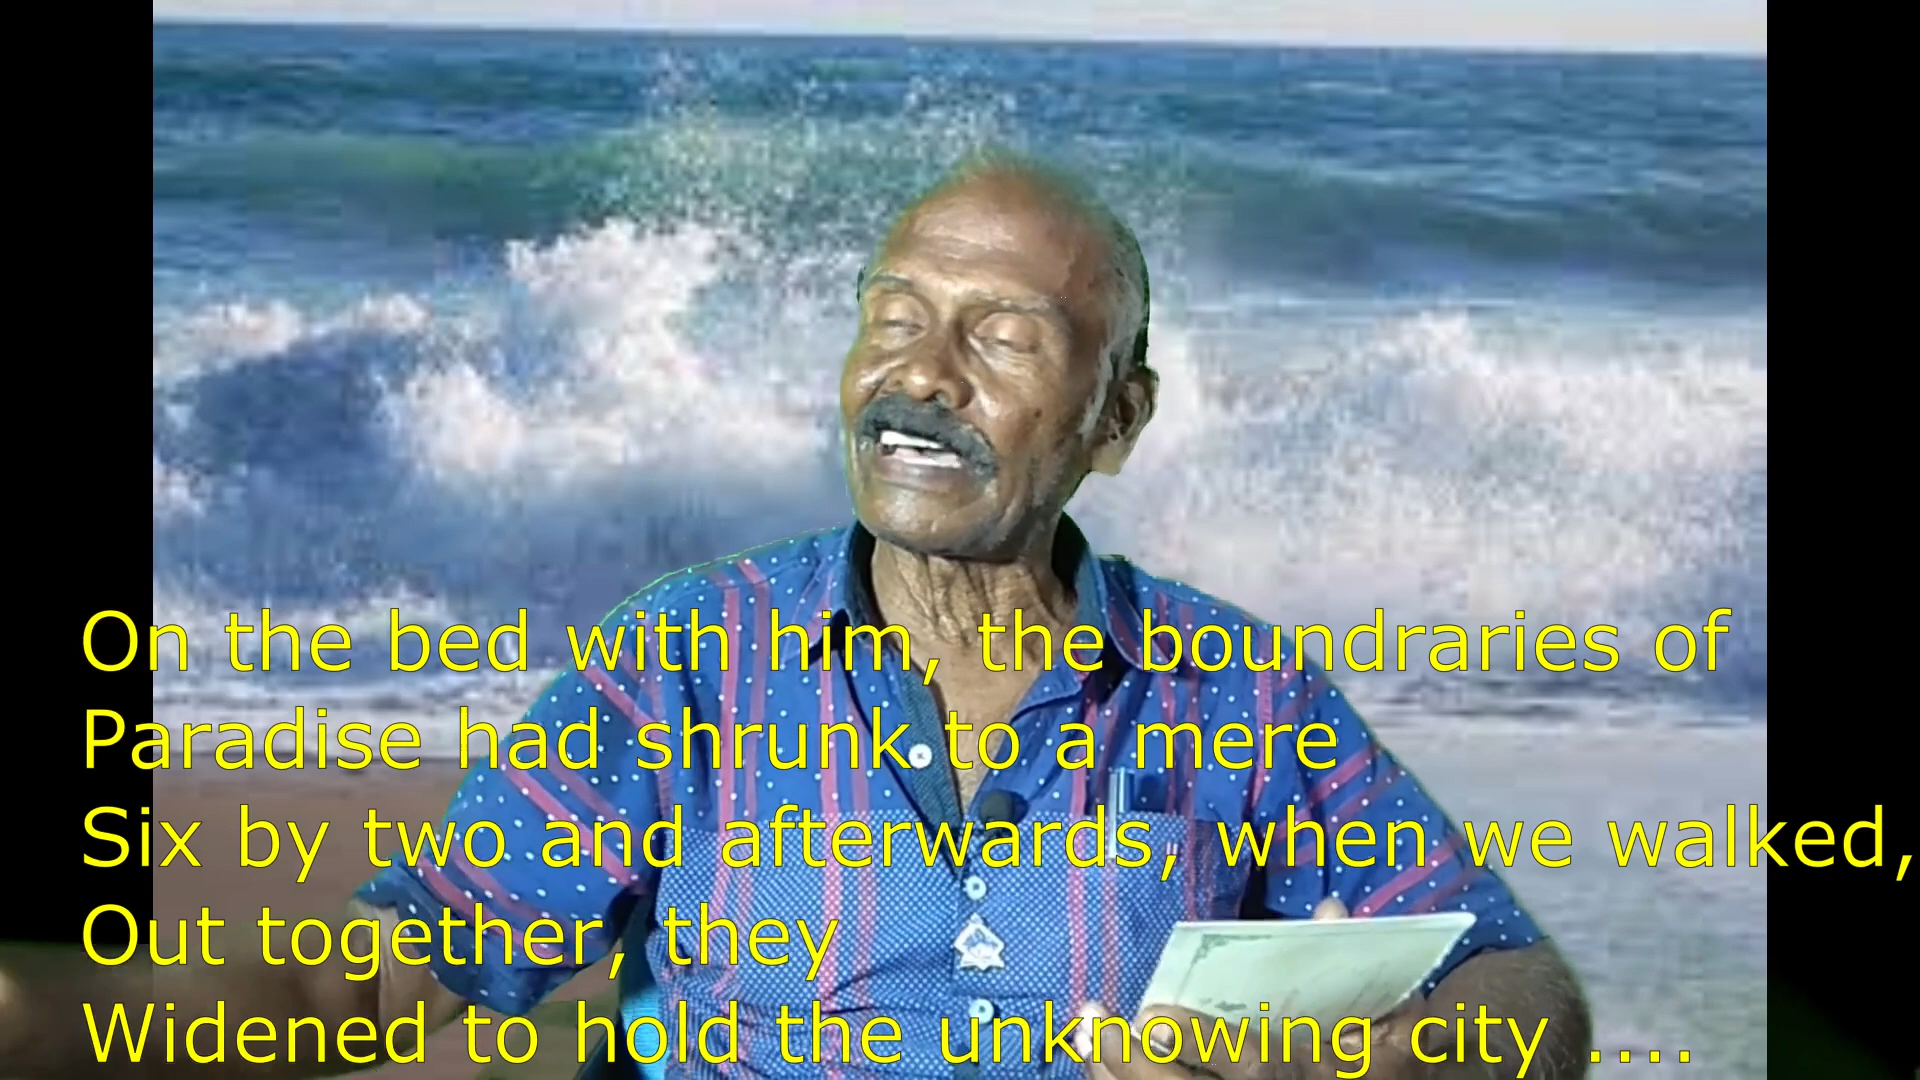 On the bed with him, the boundraries of
Paradise had shrunk to a mere
Six by two and afterwards, when we walked,
Out together, they
Widened to hold the unknowing city ....